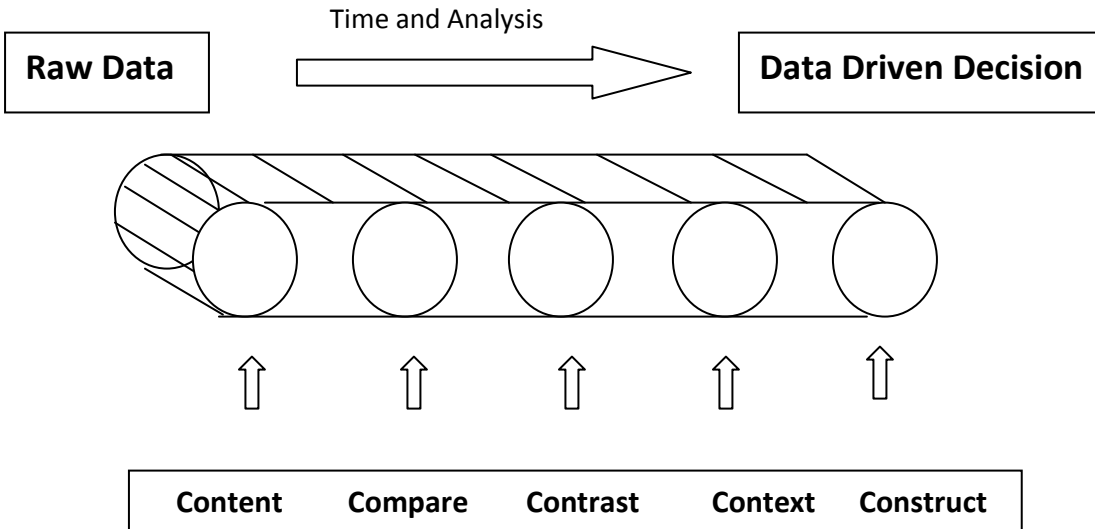 Time and Analysis
Raw Data
Data Driven Decision
Content Compare Contrast Context Construct